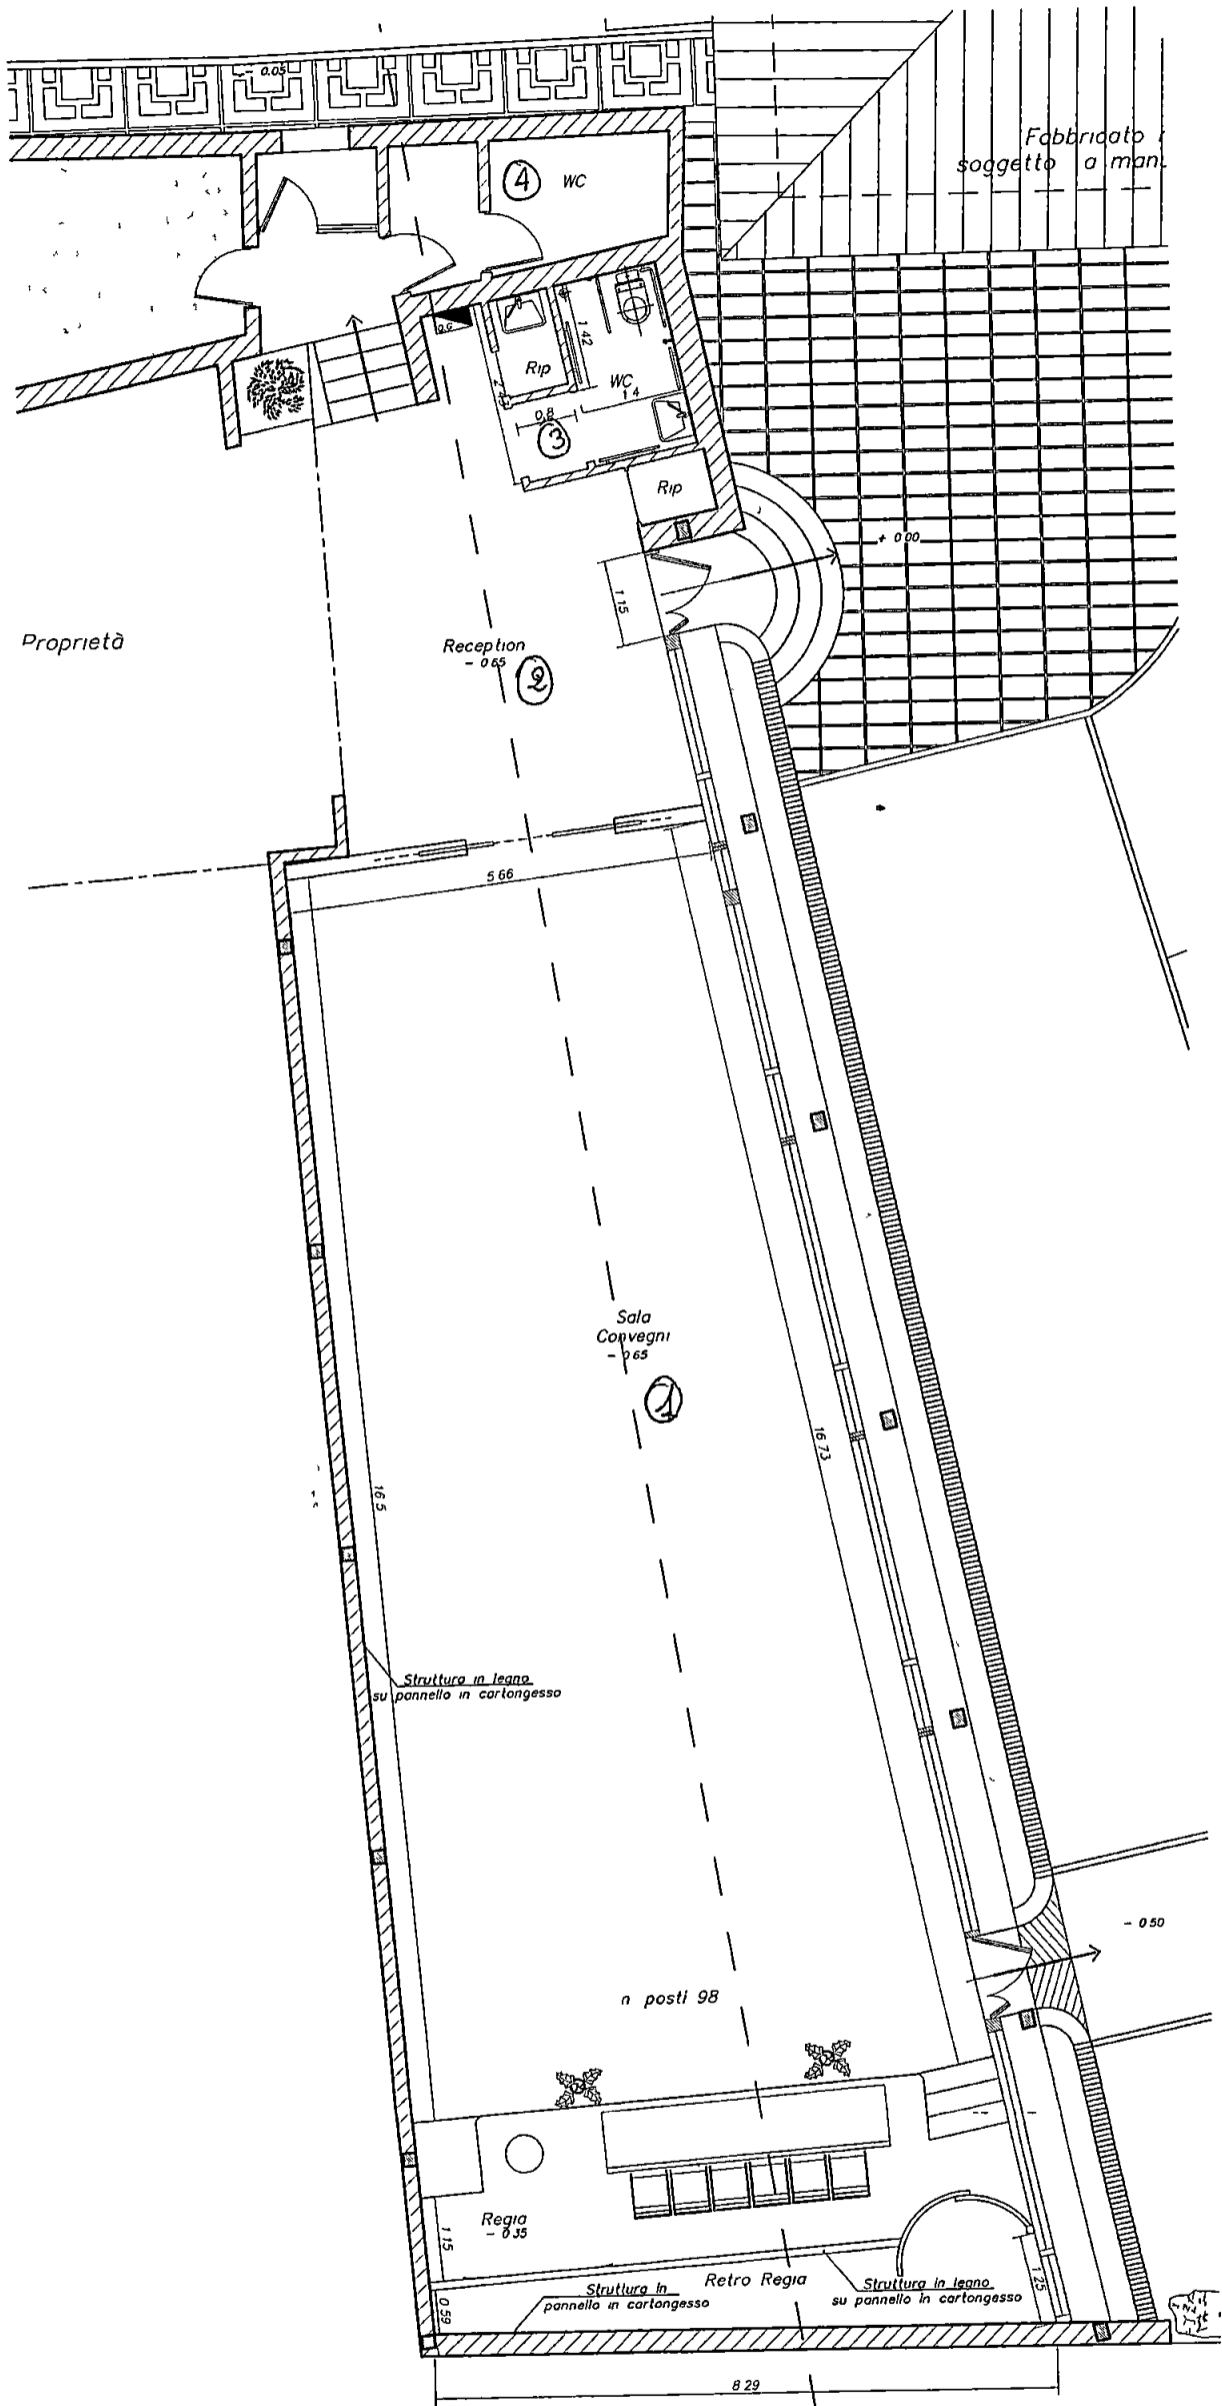 - 0.05
Fabbricato
soggetto a man
4 WC
0.6
Rip
1 42
WC
1 4
0,8
3
Rip
+ 0 00
1 15
Proprietà
Reception
- 0 65
2
5 66
Sala
Convegni
- 0 65
1
16 73
16 5
Struttura in legno
su pannello in cartongesso
- 0 50
n posti 98
Regia
- 0 35
1 15
Retro Regia
Struttura in
pannello in cartongesso
Struttura in legno
su pannello in cartongesso
1 25
0 59
8 29